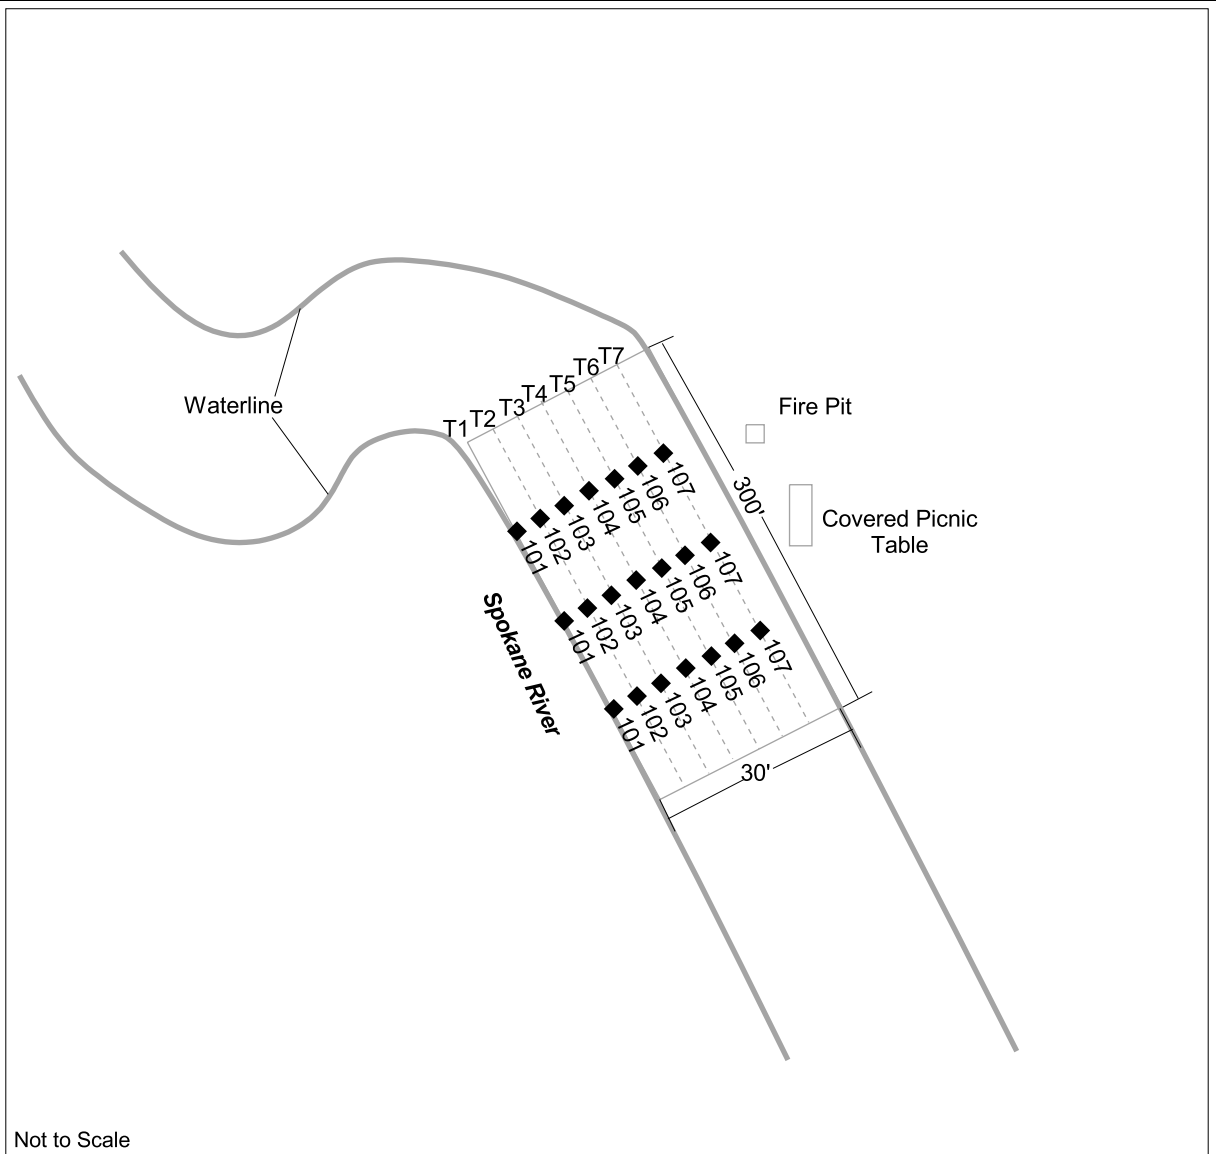 T7
T6
T5
T4
T3
T2
T1
Waterline
Fire Pit
107
106
105
104
103
102
101
300'
Covered Picnic
Table
107
106
105
104
103
102
101
Spokane River
107
106
105
104
103
102
101
30'
Not to Scale